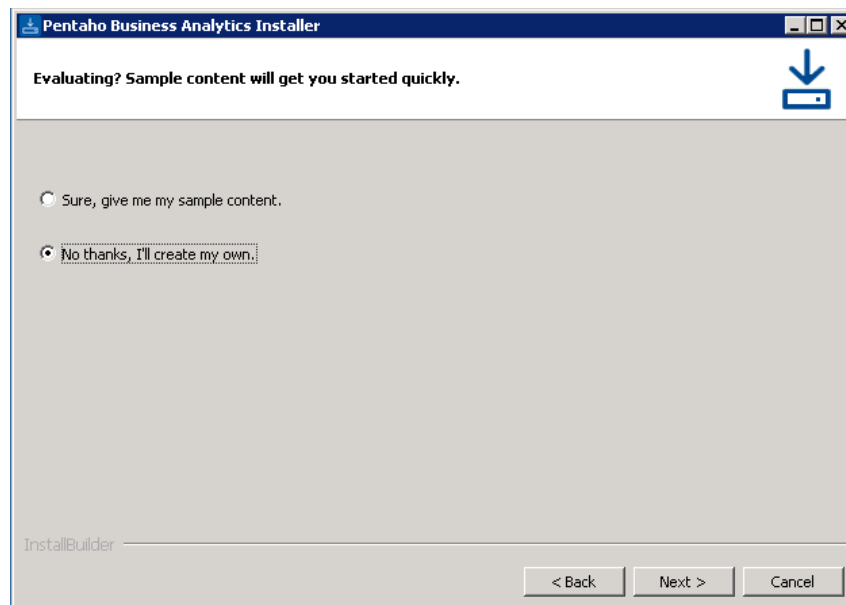 Pentaho Business Analytics Installer
Evaluating? Sample content will get you started quickly.
Sure, give me my sample content.
No thanks, I'll create my own.
InstallBuilder
< Back Next > Cancel